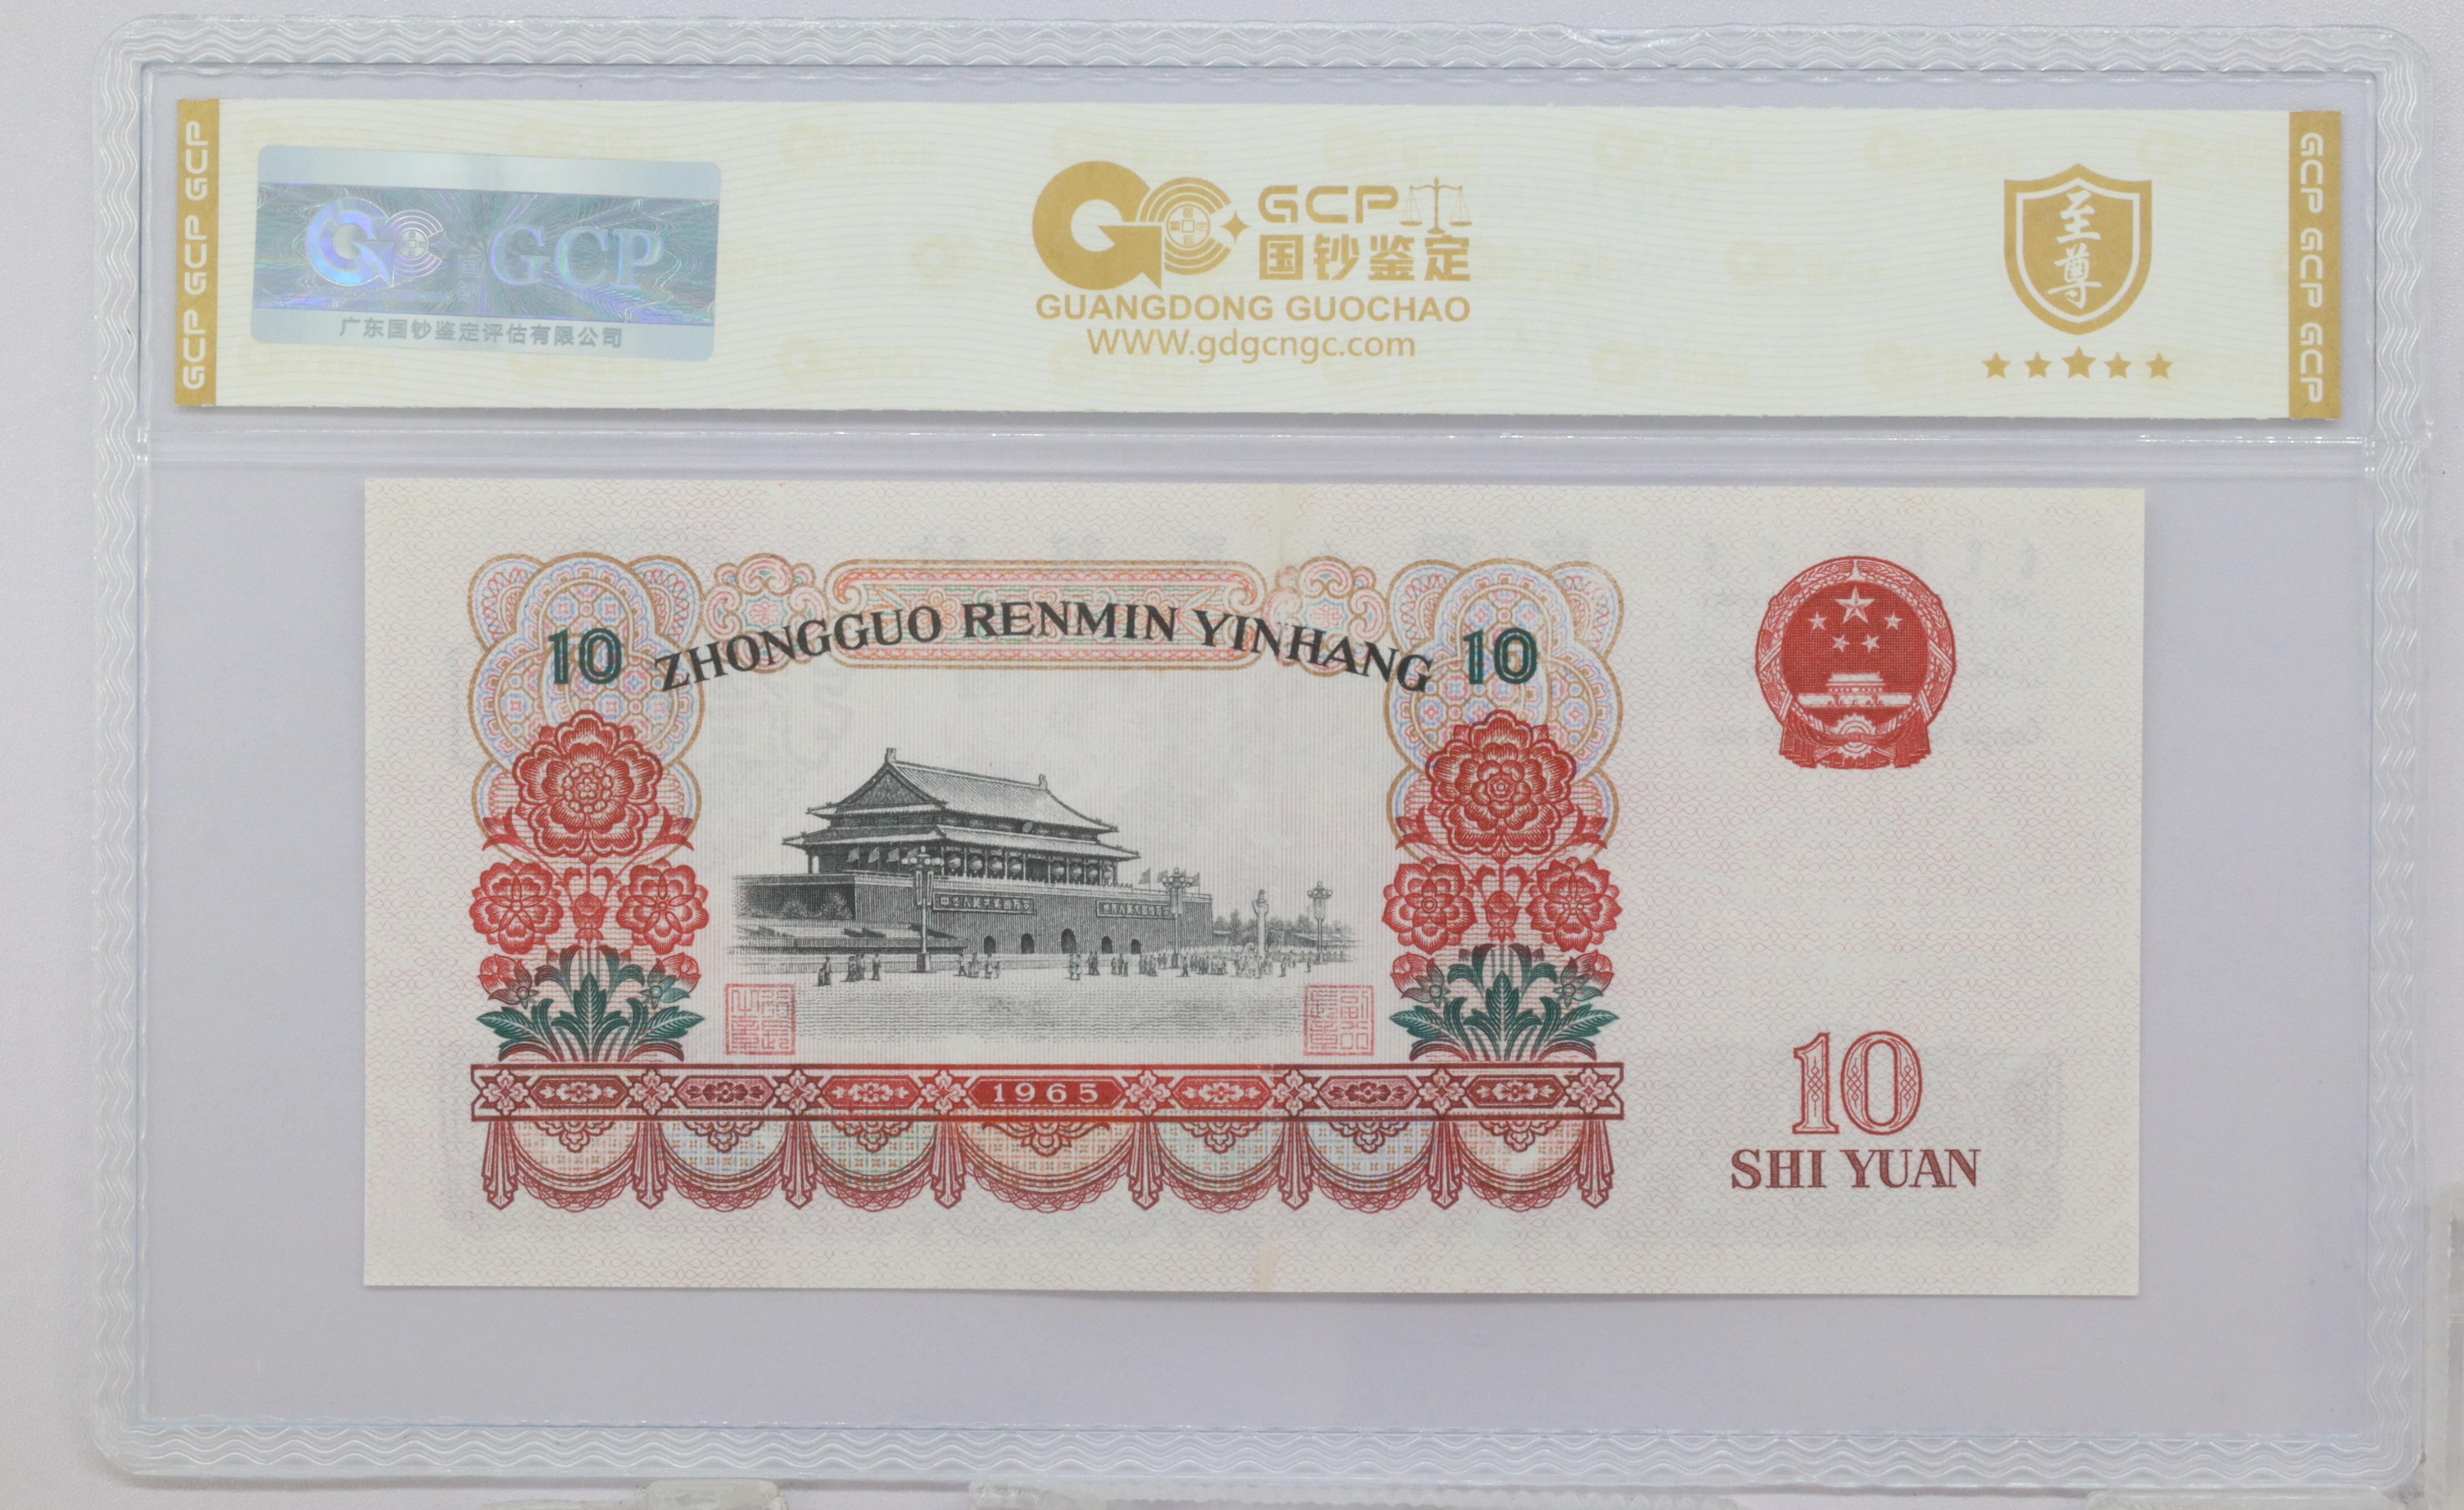 GCP GCP GCP
GCP
广东国钞鉴定评估有限公司
GCP
国钞鉴定
GUANGDONG GUOCHAO
WWW.gdgcngc.com
至尊
GCP GCP GCP
ZHONGGUO RENMIN YINHANG
10 10
1965
10
SHI YUAN